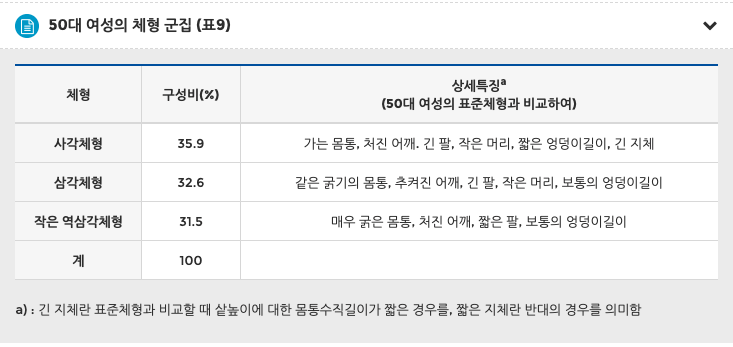 50대 여성의 체형 군집 (표9)
체형 구성비(%) 상세특징a
(50대 여성의 표준체형과 비교하여)
사각체형 35.9 가는 몸통, 처진 어깨. 긴 팔, 작은 머리, 짧은 엉덩이길이, 긴 지체
삼각체형 32.6 같은 굵기의 몸통, 추켜진 어깨, 긴 팔, 작은 머리, 보통의 엉덩이길이
작은 역삼각체형 31.5 매우 굵은 몸통, 처진 어깨, 짧은 팔, 보통의 엉덩이길이
계 100
a) : 긴 지체란 표준체형과 비교할 때 샅높이에 대한 몸통수직길이가 짧은 경우를, 짧은 지체란 반대의 경우를 의미함